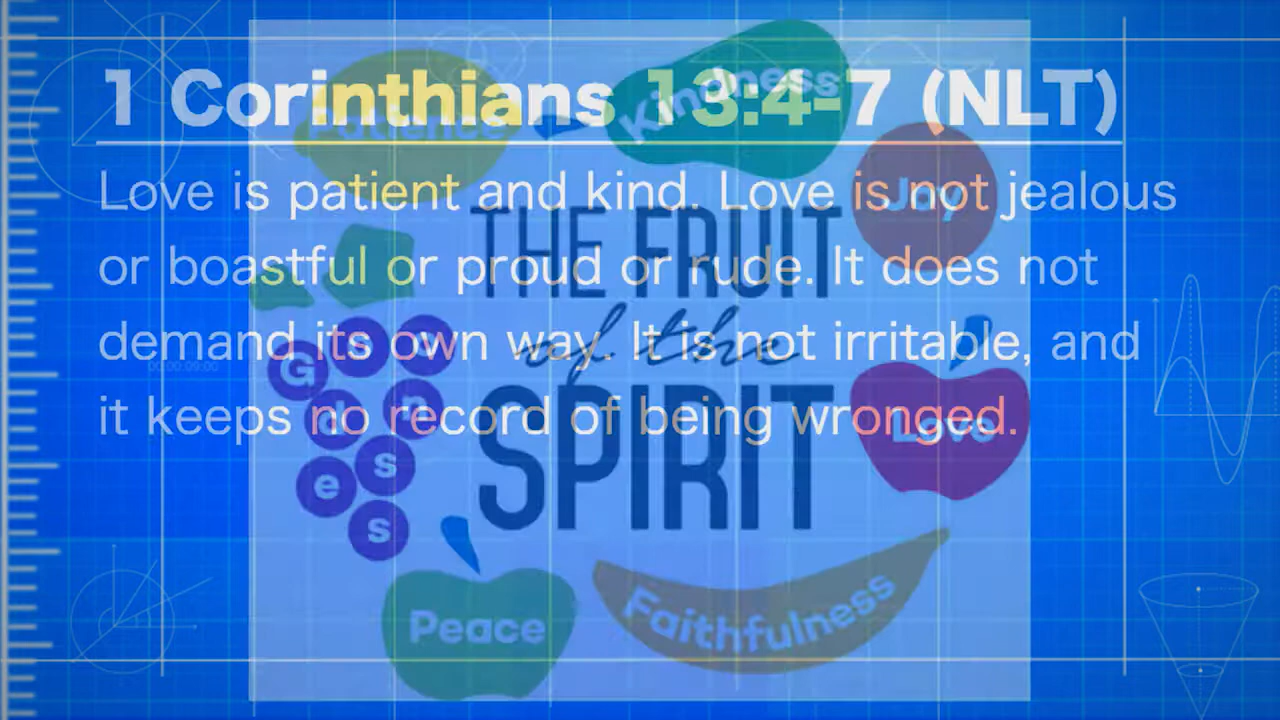 1 Corinthians 13:4-7 (NLT)
Love is patient and kind. Love is not jealous
or boastful or proud or rude. It does not
demand its own way. It is not irritable, and
it keeps no record of being wronged.
Patience
Kindness
Joy
THE FRUIT
of the
SPIRIT
Goodness
Love
Peace
Faithfulness